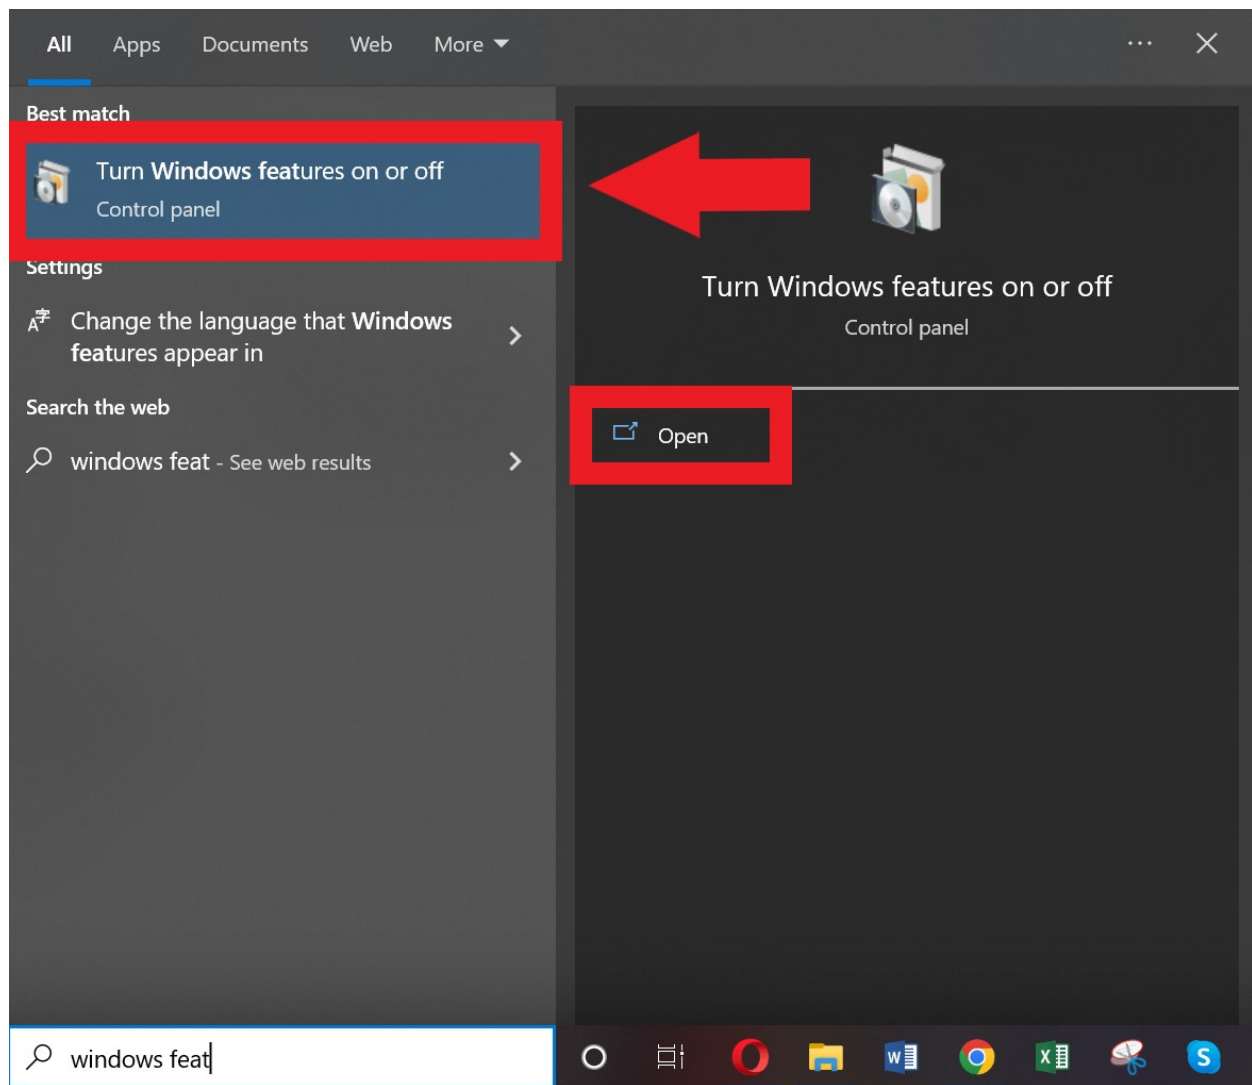 All Apps Documents Web More
Best match
Turn Windows features on or off
Control panel
Settings
Change the language that Windows
features appear in
Search the web
windows feat - See web results
Turn Windows features on or off
Control panel
Open
windows feat